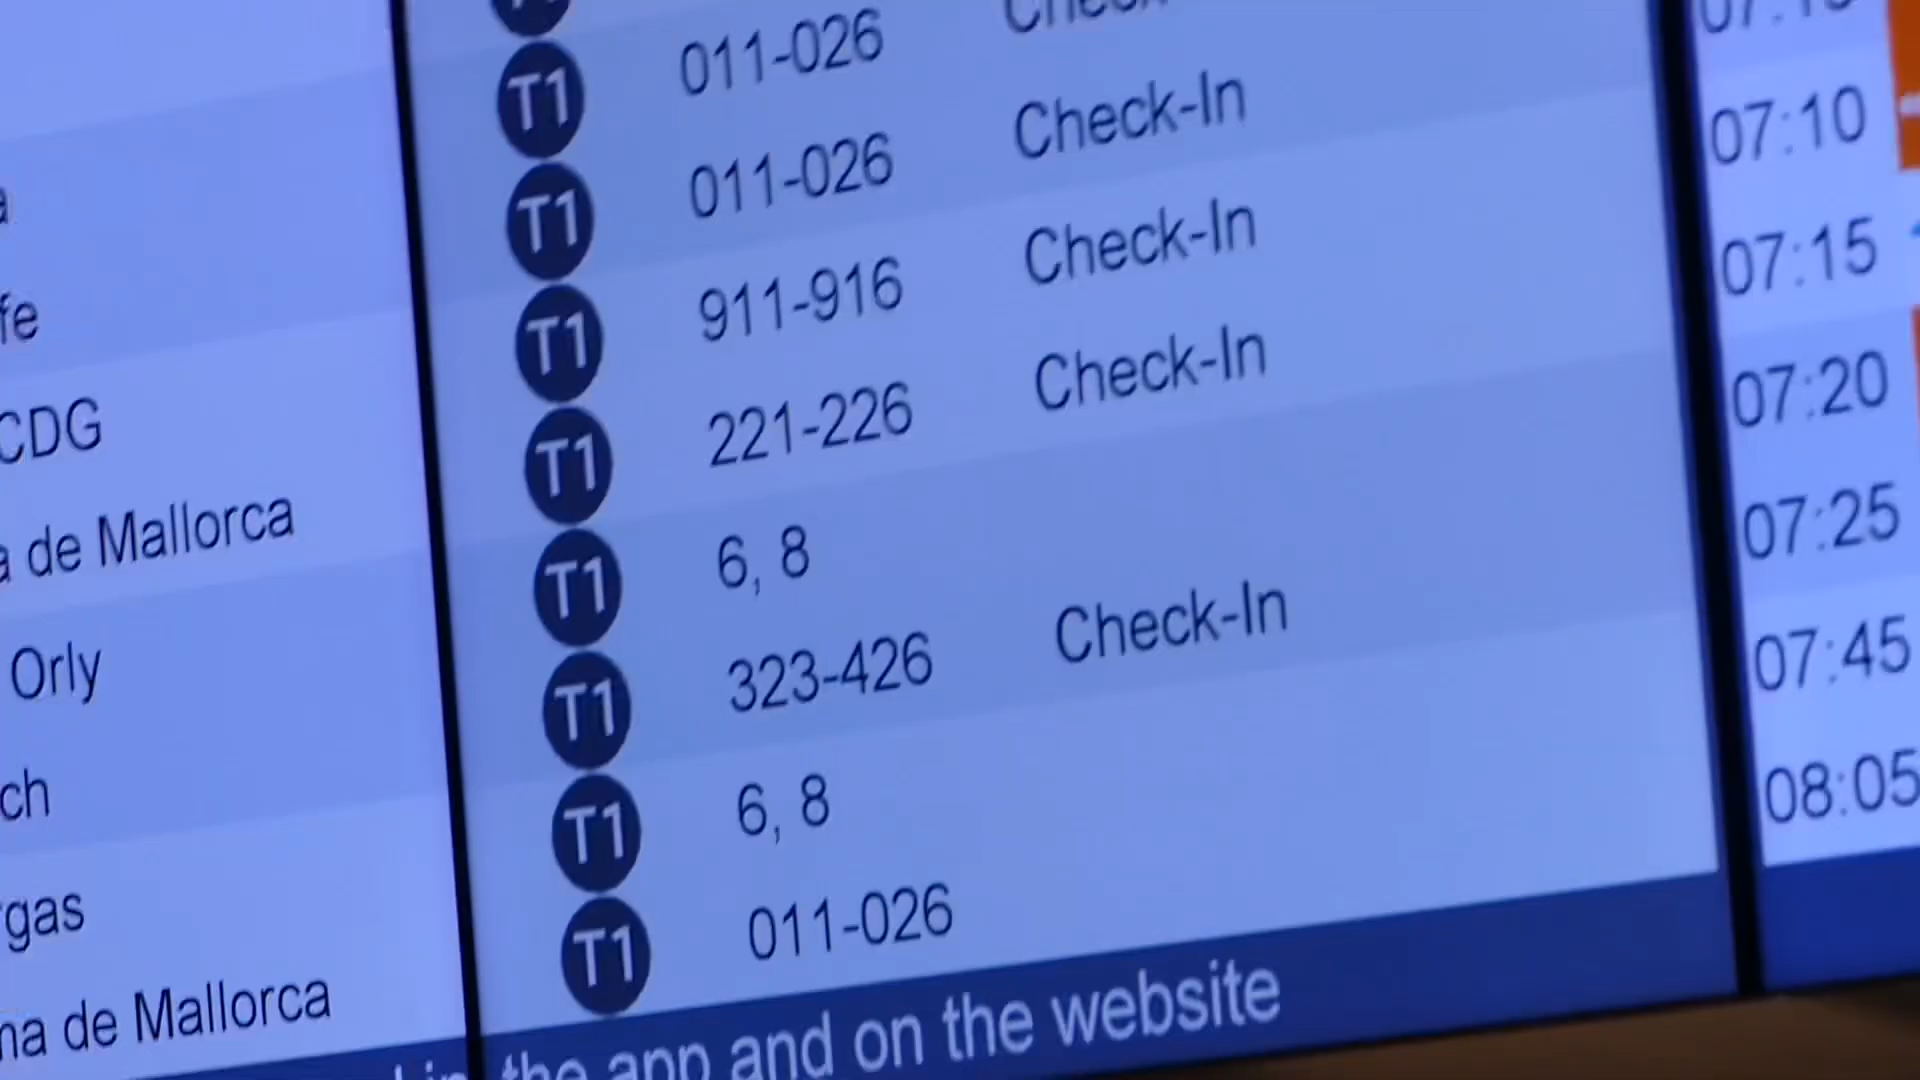 fe T1 011-026 Check-In
T1 011-026
CDG T1 911-916 Check-In
de Mallorca T1 221-226 Check-In
Orly T1 6, 8
ch T1 323-426 Check-In
gas T1 6, 8
na de Mallorca T1 011-026
in the app and on the website
07:10
07:15
07:20
07:25
07:45
08:05